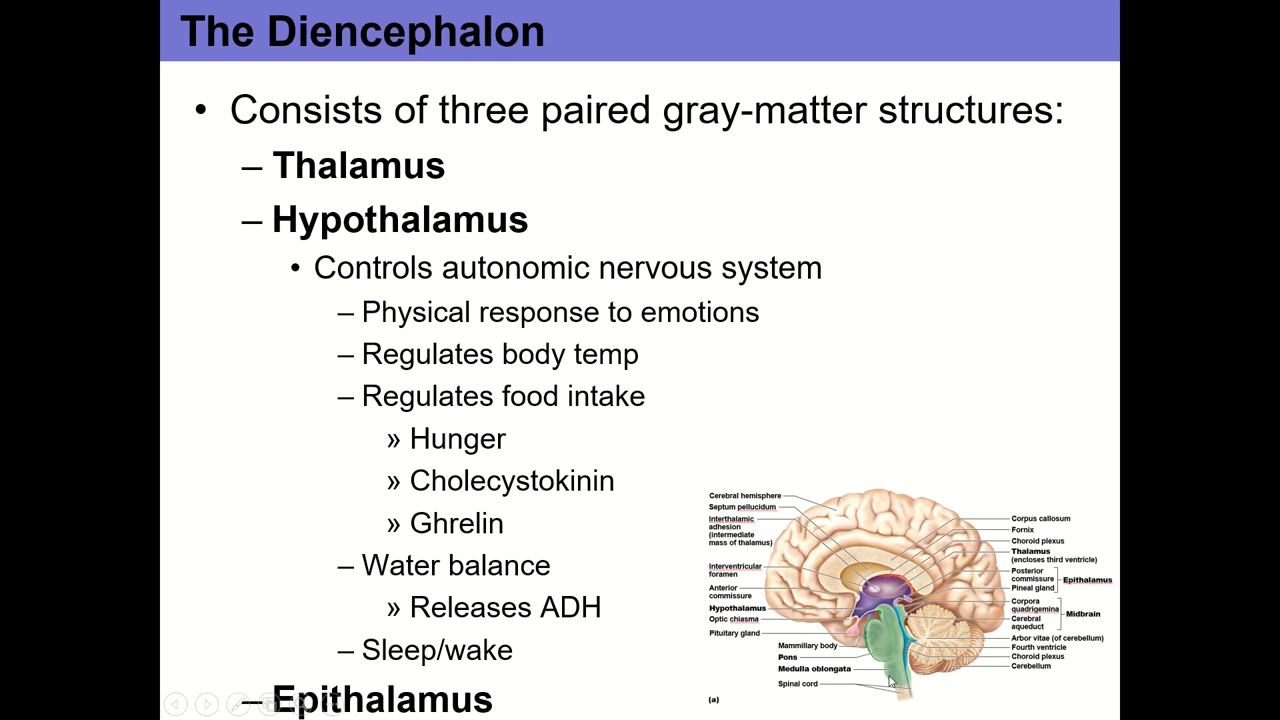 The Diencephalon
• Consists of three paired gray-matter structures:
– Thalamus
– Hypothalamus
• Controls autonomic nervous system
– Physical response to emotions
– Regulates body temp
– Regulates food intake
» Hunger
» Cholecystokinin
» Ghrelin
– Water balance
» Releases ADH
– Sleep/wake
– Epithalamus
Cerebral hemisphere
Septum pellucidum
Interthalamic
adhesion
(intermediate
mass of thalamus)
Interventricular
foramen
Anterior
commissure
Hypothalamus
Optic chiasma
Pituitary gland
Mammillary body
Pons
Medulla oblongata
Spinal cord
Corpus callosum
Fornix
Choroid plexus
Thalamus
(encloses third ventricle)
Posterior
commissure
Pineal gland
Epithalamus
Corpora
quadrigemina
Cerebral
aqueduct
Midbrain
Arbor vitae (of cerebellum)
Fourth ventricle
Choroid plexus
Cerebellum
(a)